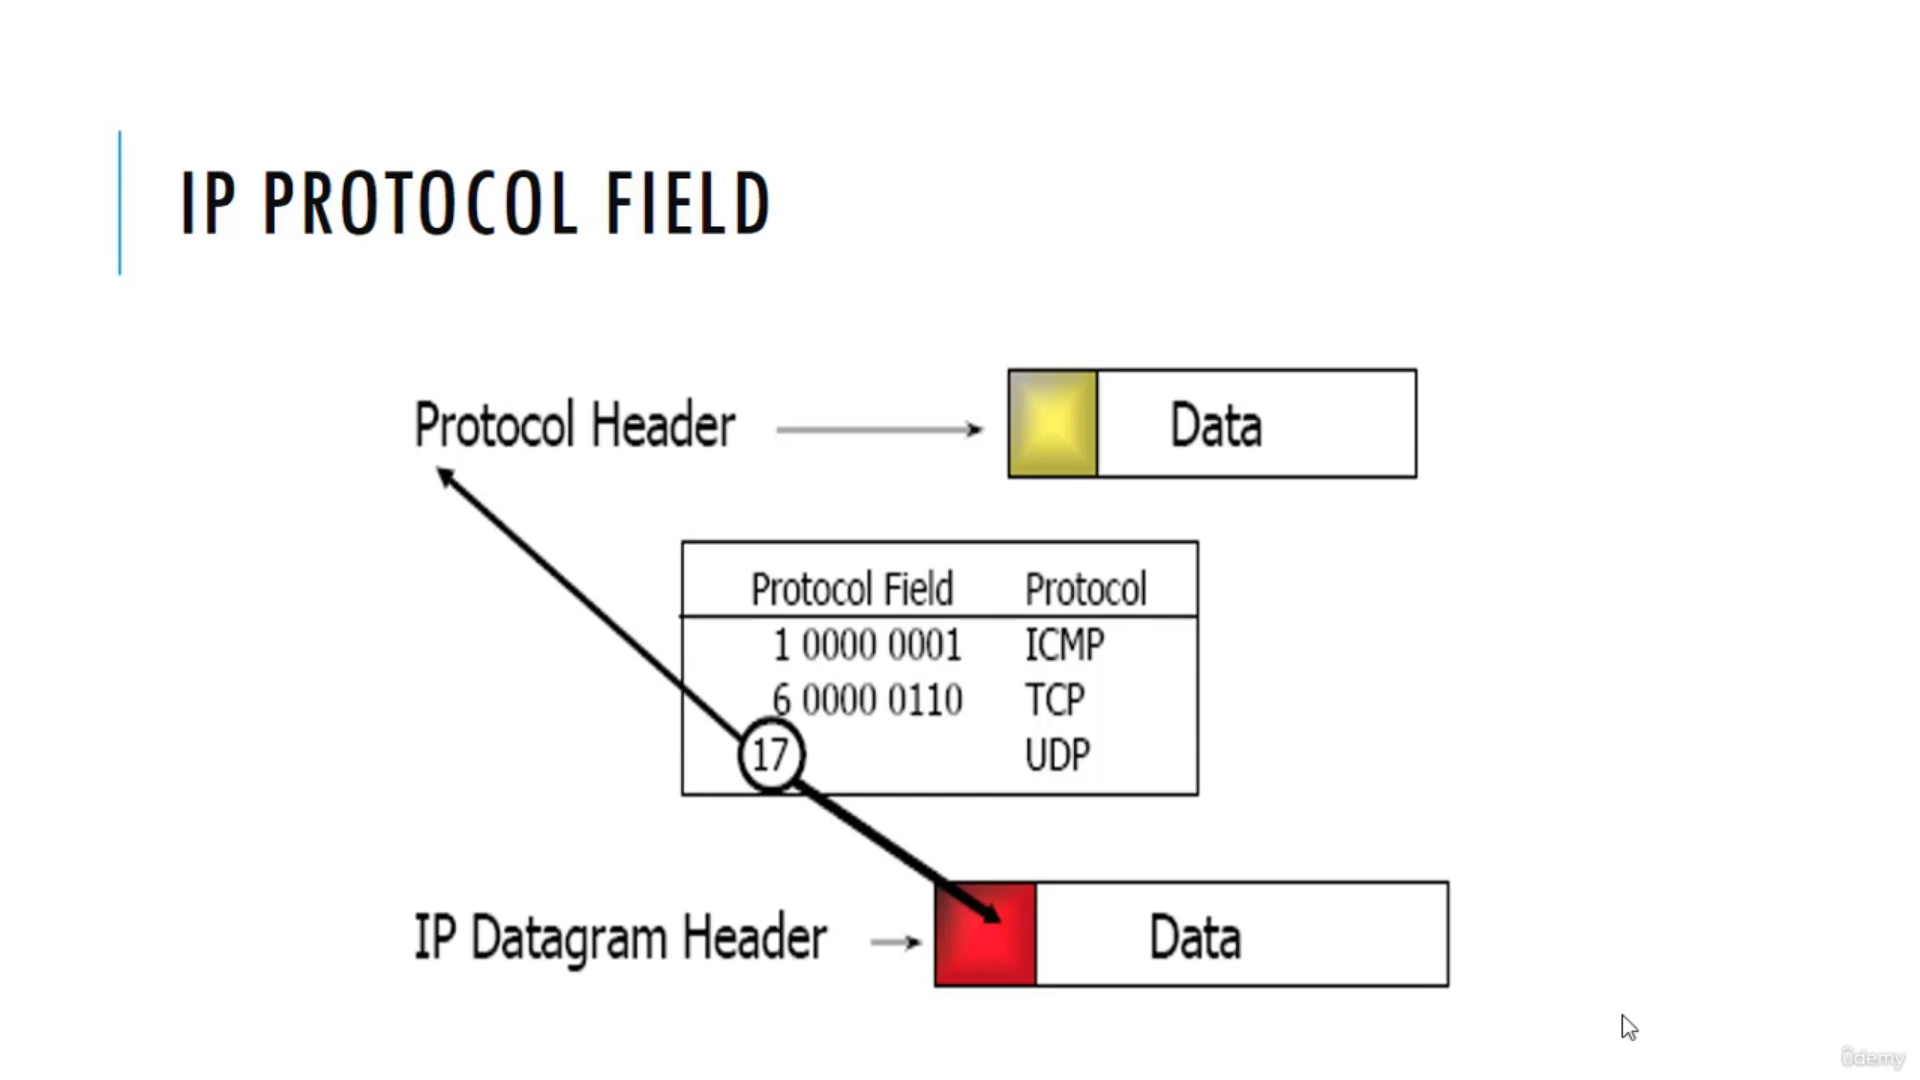 IP PROTOCOL FIELD
Protocol Header
Data
Protocol Field Protocol
1 0000 0001 ICMP
6 0000 0110 TCP
17 UDP
IP Datagram Header
Data
ûdemy